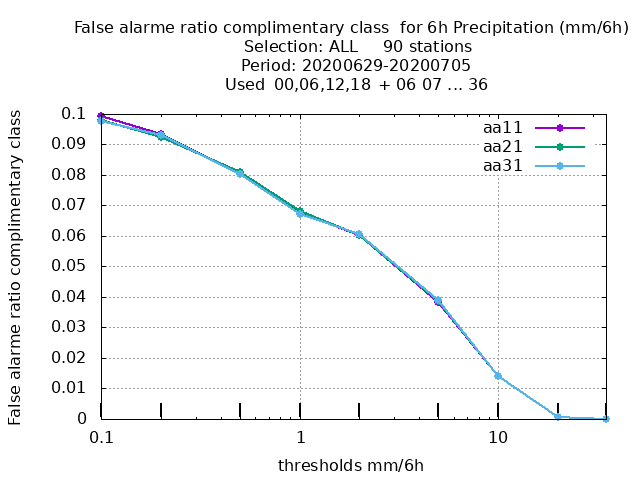 False alarme ratio complimentary class  for 6h Precipitation (mm/6h)
Selection: ALL     90 stations
Period: 20200629-20200705
Used  00,06,12,18  + 06 07 ... 36
False alarme ratio complimentary class
0.1
0.09
0.08
0.07
0.06
0.05
0.04
0.03
0.02
0.01
0
aa11
aa21
aa31
0.1 1 10
thresholds mm/6h